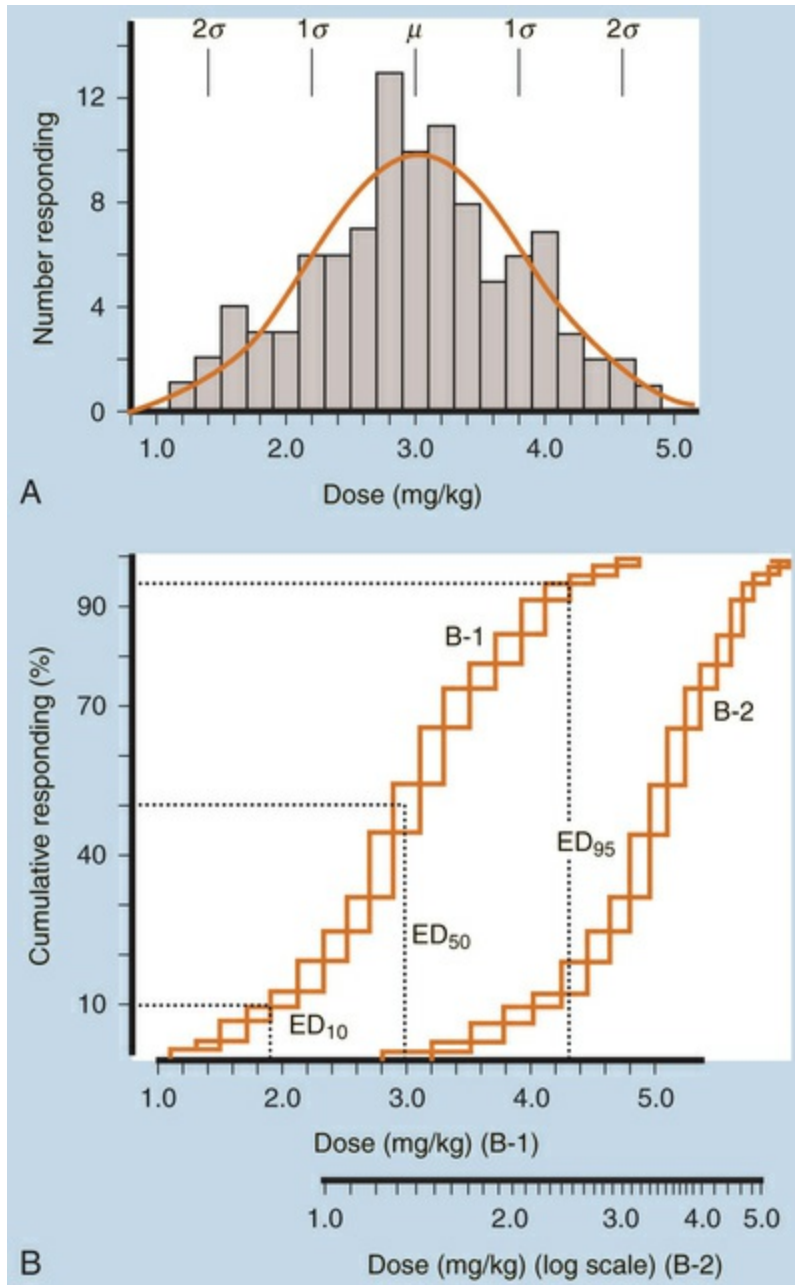 2σ 1σ μ 1σ 2σ
12
8
4
0
Number responding
1.0 2.0 3.0 4.0 5.0
A
Dose (mg/kg)
90
70
40
10
Cumulative responding (%)
B-1
B-2
ED95
ED50
ED10
1.0 2.0 3.0 4.0 5.0
Dose (mg/kg) (B-1)
1.0 2.0 3.0 4.0 5.0
B
Dose (mg/kg) (log scale) (B-2)